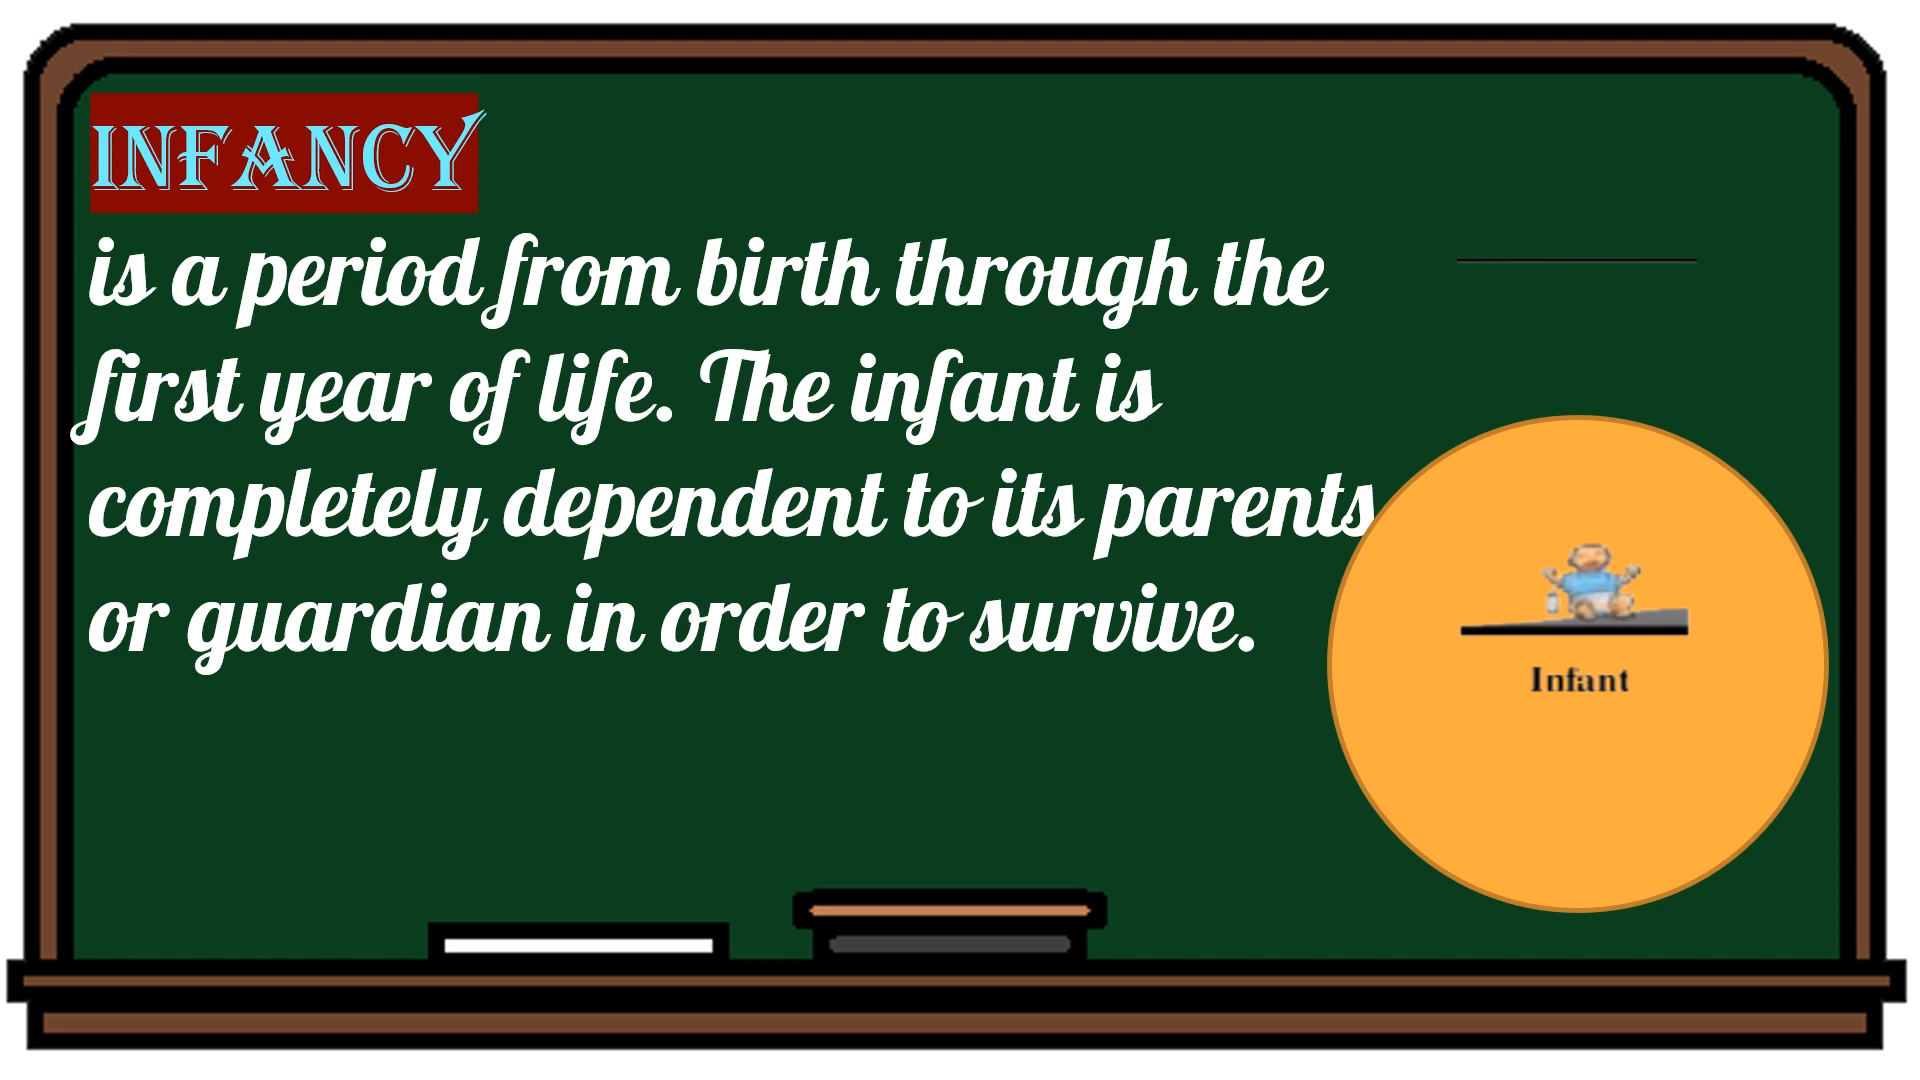 INFANCY
is a period from birth through the
first year of life. The infant is
completely dependent to its parents
or guardian in order to survive.
Infant